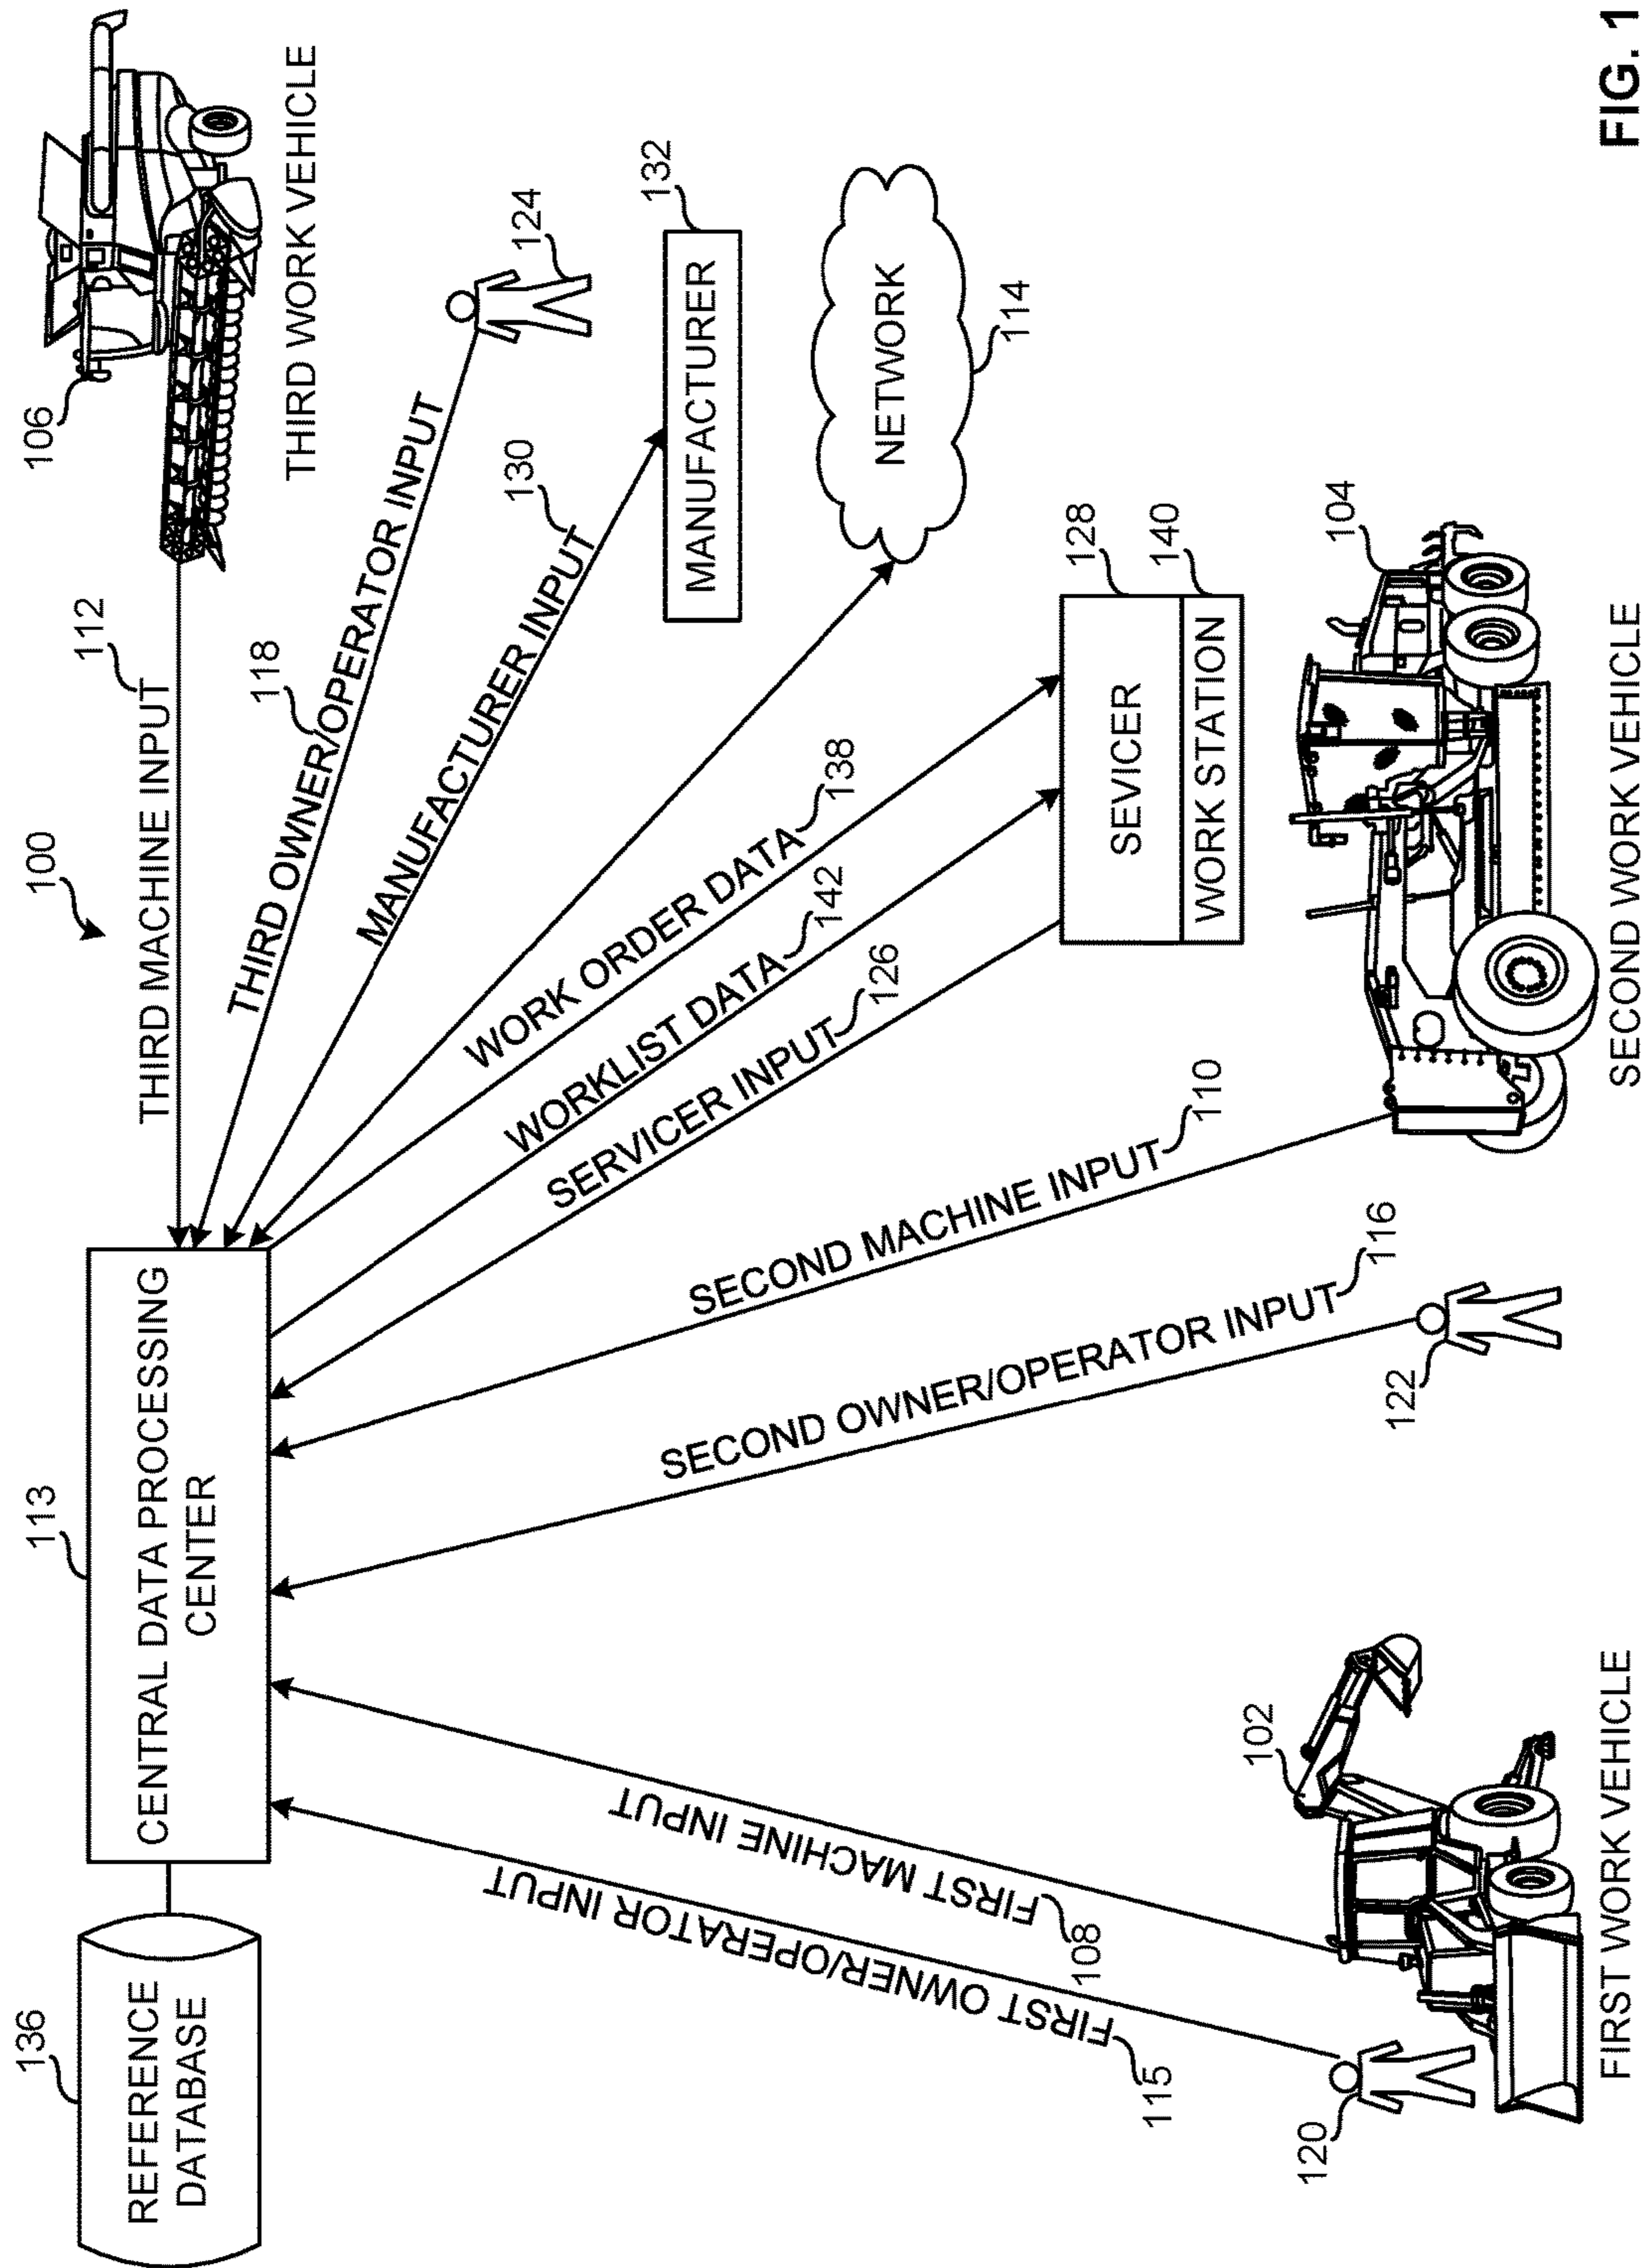 100
136
REFERENCE
DATABASE
113
CENTRAL DATA PROCESSING
CENTER
THIRD MACHINE INPUT
112
106
THIRD WORK VEHICLE
THIRD OWNER/OPERATOR INPUT
118
124
MANUFACTURER INPUT
130
MANUFACTURER
132
NETWORK
114
WORK ORDER DATA
138
WORKLIST DATA
142
SERVICER INPUT
126
SEVICER
128
WORK STATION
140
SECOND MACHINE INPUT
110
SECOND OWNER/OPERATOR INPUT
116
122
104
SECOND WORK VEHICLE
FIRST MACHINE INPUT
108
FIRST OWNER/OPERATOR INPUT
115
120
102
FIRST WORK VEHICLE
FIG. 1